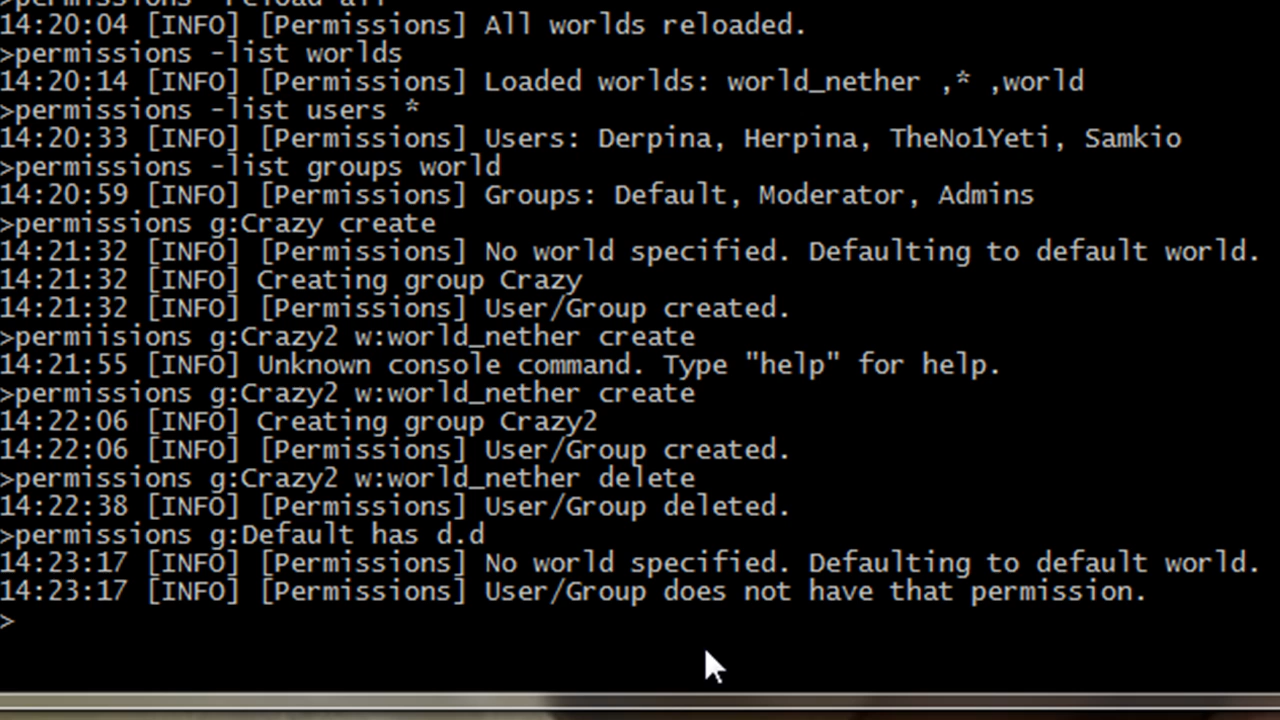 >permissions -reload all
14:20:04 [INFO] [Permissions] All worlds reloaded.
>permissions -list worlds
14:20:14 [INFO] [Permissions] Loaded worlds: world_nether ,* ,world
>permissions -list users *
14:20:33 [INFO] [Permissions] Users: Derpina, Herpina, TheNo1Yeti, Samkio
>permissions -list groups world
14:20:59 [INFO] [Permissions] Groups: Default, Moderator, Admins
>permissions g:Crazy create
14:21:32 [INFO] [Permissions] No world specified. Defaulting to default world.
14:21:32 [INFO] Creating group Crazy
14:21:32 [INFO] [Permissions] User/Group created.
>permiisions g:Crazy2 w:world_nether create
14:21:55 [INFO] Unknown console command. Type "help" for help.
>permissions g:Crazy2 w:world_nether create
14:22:06 [INFO] Creating group Crazy2
14:22:06 [INFO] [Permissions] User/Group created.
>permissions g:Crazy2 w:world_nether delete
14:22:38 [INFO] [Permissions] User/Group deleted.
>permissions g:Default has d.d
14:23:17 [INFO] [Permissions] No world specified. Defaulting to default world.
14:23:17 [INFO] [Permissions] User/Group does not have that permission.
>